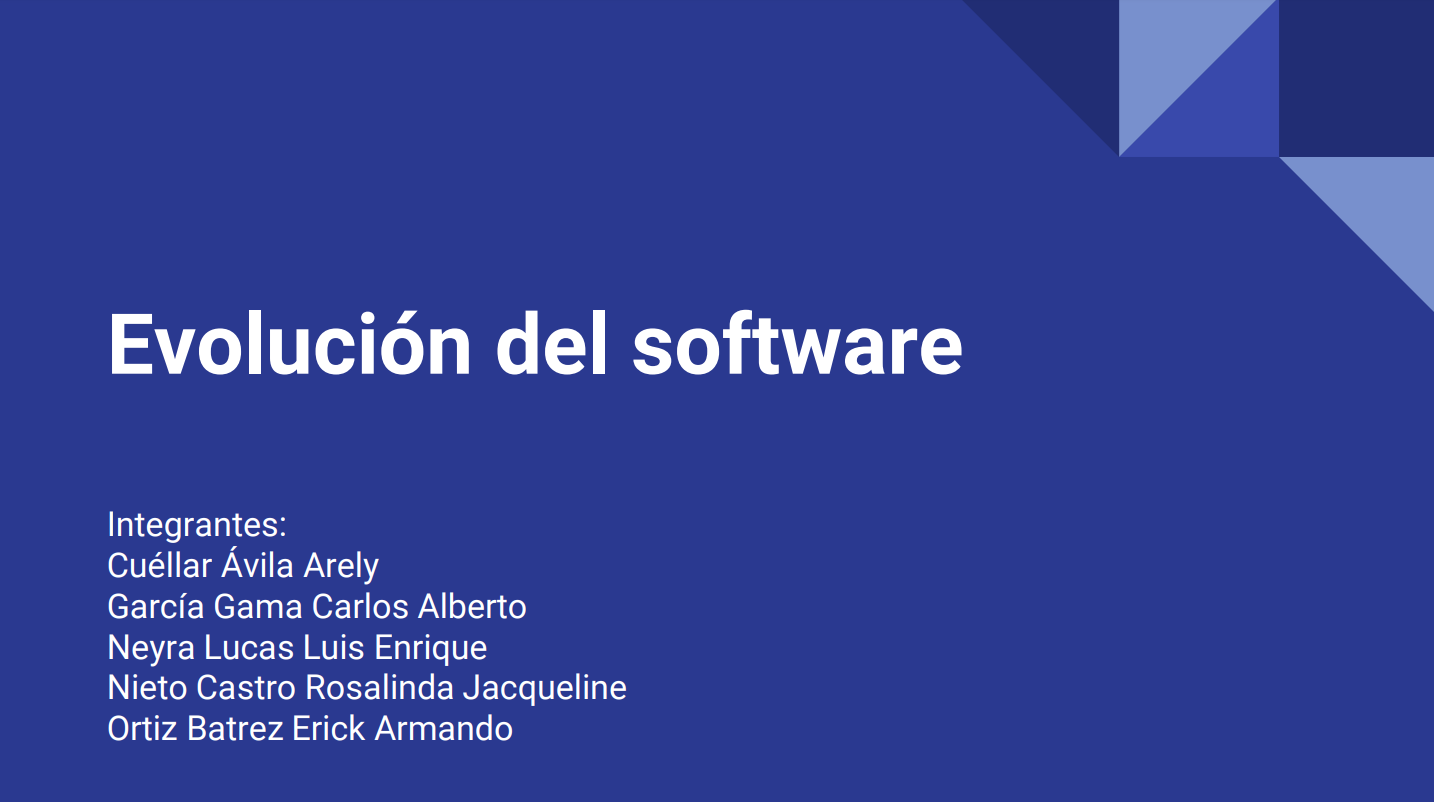 Evolución del software
Integrantes:
Cuéllar Ávila Arely
García Gama Carlos Alberto
Neyra Lucas Luis Enrique
Nieto Castro Rosalinda Jacqueline
Ortiz Batrez Erick Armando